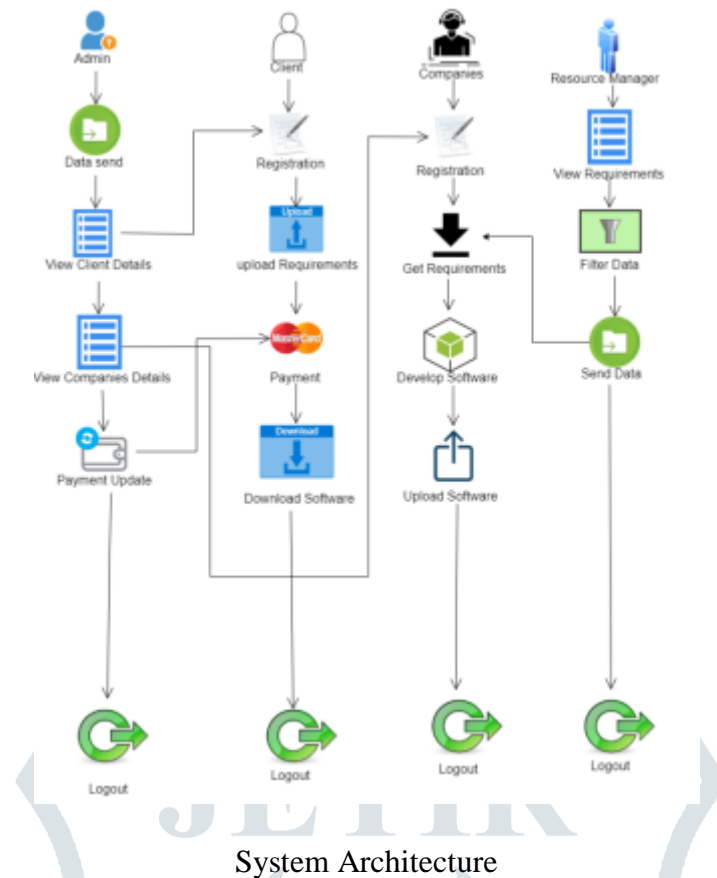 Admin
Client
Companies
Resource Manager
Data send
Registration
Registration
View Requirements
View Client Details
Upload
upload Requirements
Get Requirements
Filter Data
View Companies Details
MasterCard
Payment
Develop Software
Send Data
Payment Update
Download
Download Software
Upload Software
Logout
Logout
Logout
Logout
JETIR
System Architecture